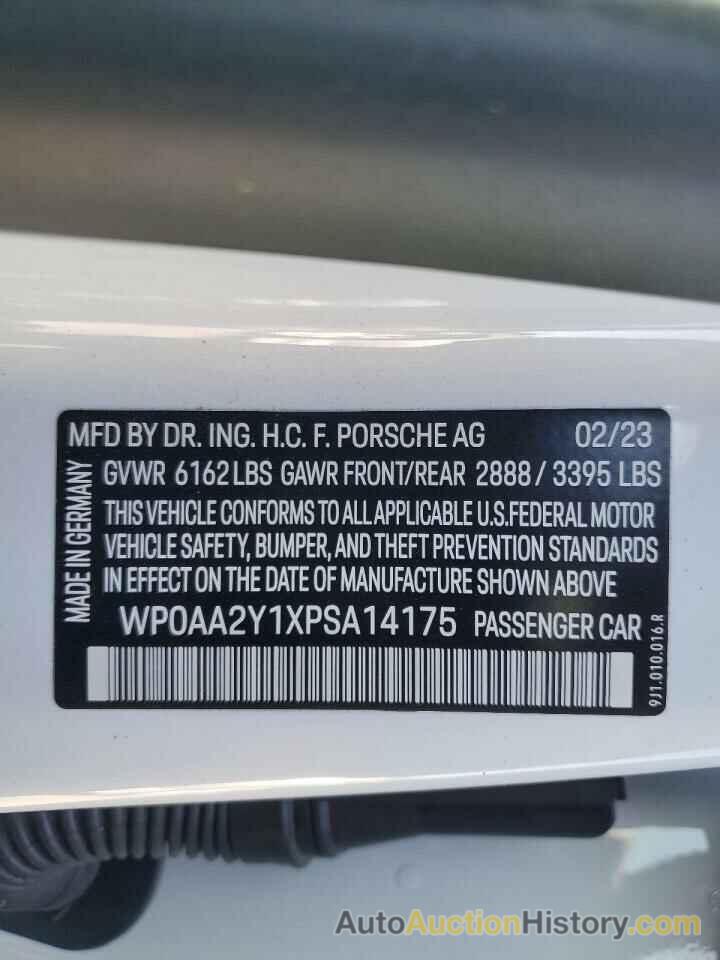 MFD BY DR. ING. H.C. F. PORSCHE AG 02/23
GVWR 6162 LBS GAWR FRONT/REAR 2888 / 3395 LBS
THIS VEHICLE CONFORMS TO ALL APPLICABLE U.S. FEDERAL MOTOR
VEHICLE SAFETY, BUMPER, AND THEFT PREVENTION STANDARDS
IN EFFECT ON THE DATE OF MANUFACTURE SHOWN ABOVE
WP0AA2Y1XPSA14175 PASSENGER CAR
MADE IN GERMANY
9J1.010.016.R
AutoAuctionHistory.com